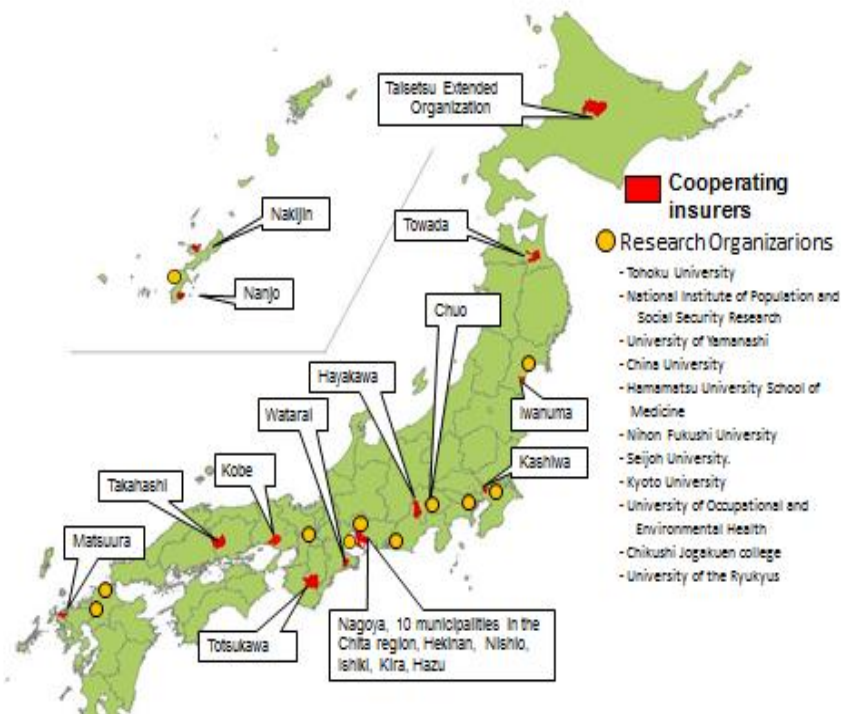 Taisetsu Extended
Organization
Cooperating
insurers
Nakijin
Towada
Research Organizarions
Nanjo
- Tohoku University
- National Institute of Population and
Social Security Research
- University of Yamanashi
- China University
- Hamamatsu University School of
Medicine
- Nihon Fukushi University
- Seijoh University.
- Kyoto University
- University of Occupational and
Environmental Health
- Chikushi Jogakuen college
- University of the Ryukyus
Chuo
Hayakawa
Iwanuma
Watarai
Kashiwa
Kobe
Takahashi
Matsuura
Totsukawa
Nagoya, 10 municipalities in the
Chita region, Hekinan, Nishio,
Ishiki, Kira, Hazu